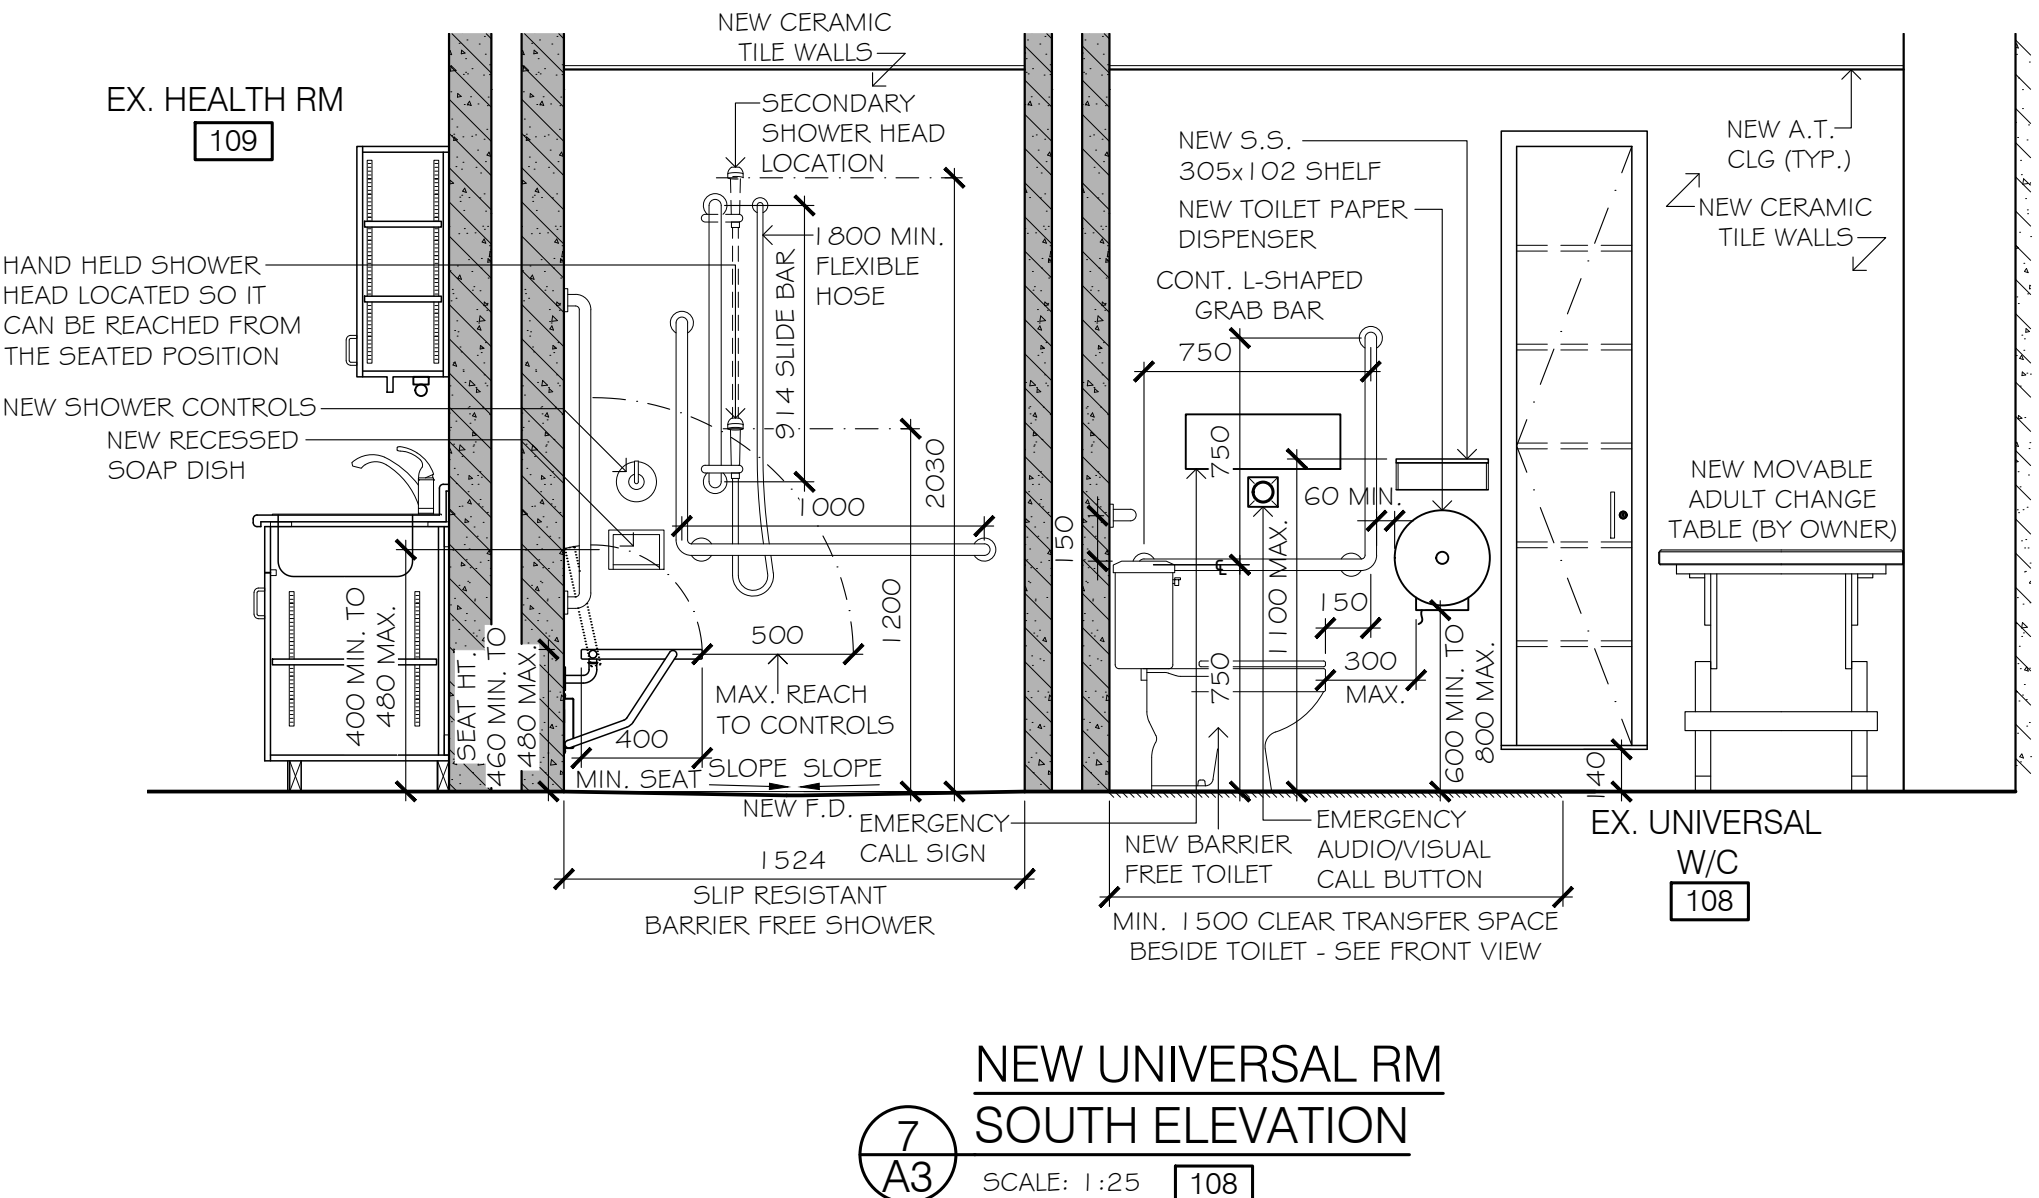 NEW CERAMIC
TILE WALLS
EX. HEALTH RM
109
SECONDARY
SHOWER HEAD
LOCATION
NEW S.S.
305x102 SHELF
NEW A.T.
CLG (TYP.)
NEW TOILET PAPER
DISPENSER
NEW CERAMIC
TILE WALLS
1800 MIN.
FLEXIBLE
HOSE
HAND HELD SHOWER
HEAD LOCATED SO IT
CAN BE REACHED FROM
THE SEATED POSITION
CONT. L-SHAPED
GRAB BAR
750
914 SLIDE BAR
NEW SHOWER CONTROLS
NEW RECESSED
SOAP DISH
750
2030
1000
60 MIN.
NEW MOVABLE
ADULT CHANGE
TABLE (BY OWNER)
150
1100 MAX.
1200
150
400 MIN. TO
480 MAX.
SEAT HT.
460 MIN. TO
480 MAX.
500
MAX. REACH
TO CONTROLS
750
300
MAX.
600 MIN. TO
800 MAX.
400
MIN. SEAT
SLOPE SLOPE
NEW F.D.
140
EMERGENCY
CALL SIGN
NEW BARRIER
FREE TOILET
EMERGENCY
AUDIO/VISUAL
CALL BUTTON
EX. UNIVERSAL
W/C
108
1524
SLIP RESISTANT
BARRIER FREE SHOWER
MIN. 1500 CLEAR TRANSFER SPACE
BESIDE TOILET - SEE FRONT VIEW
NEW UNIVERSAL RM
SOUTH ELEVATION
7
A3
SCALE: 1:25
108